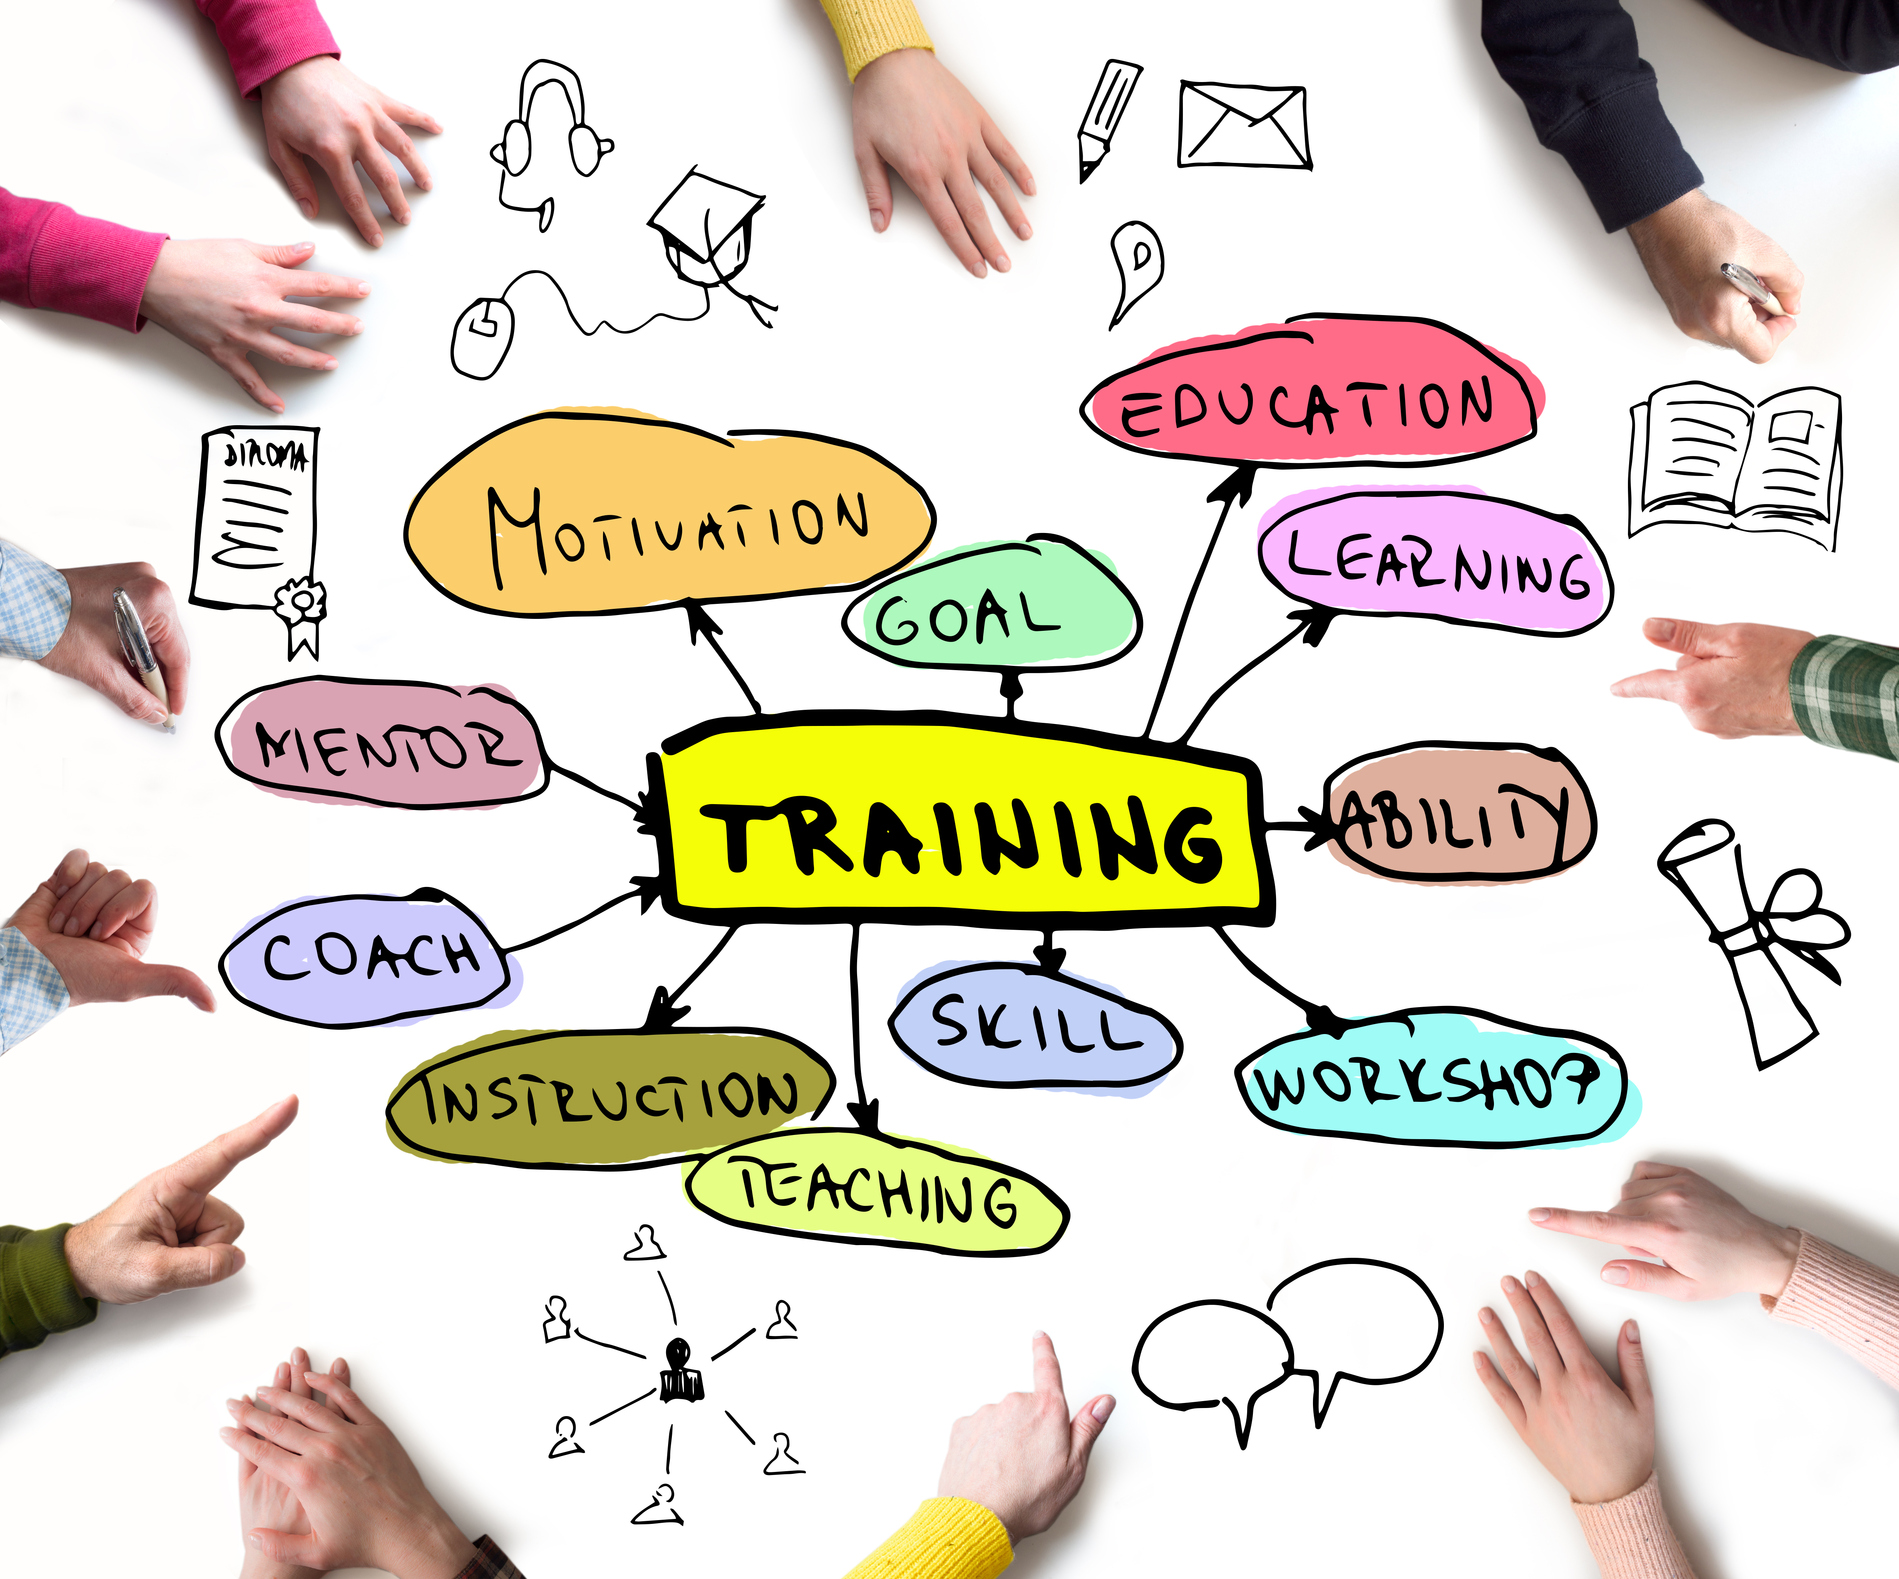 DIPLOMA
EDUCATION
MOTIVATION
LEARNING
GOAL
MENTOR
TRAINING
ABILITY
COACH
SKILL
INSTRUCTION
WORKSHOP
TEACHING